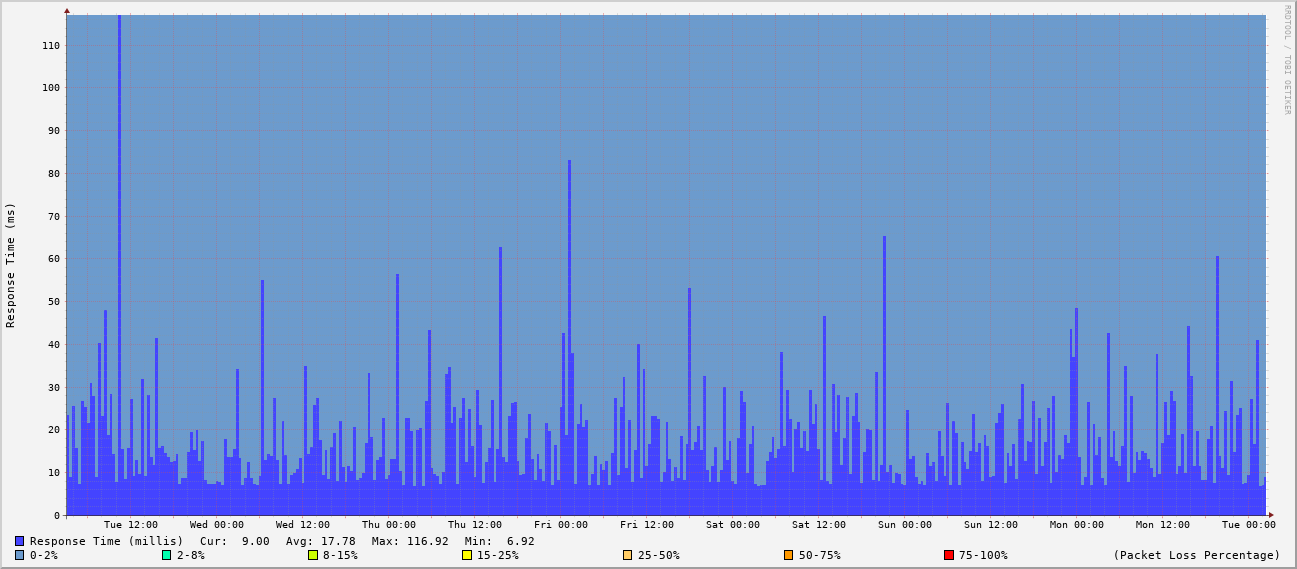 RRDTOOL / TOBI OETIKER
Response Time (ms)
110
100
90
80
70
60
50
40
30
20
10
0
Tue 12:00 Wed 00:00 Wed 12:00 Thu 00:00 Thu 12:00 Fri 00:00 Fri 12:00 Sat 00:00 Sat 12:00 Sun 00:00 Sun 12:00 Mon 00:00 Mon 12:00 Tue 00:00
Response Time (millis) Cur: 9.00 Avg: 17.78 Max: 116.92 Min: 6.92
0-2% 2-8% 8-15% 15-25% 25-50% 50-75% 75-100% (Packet Loss Percentage)